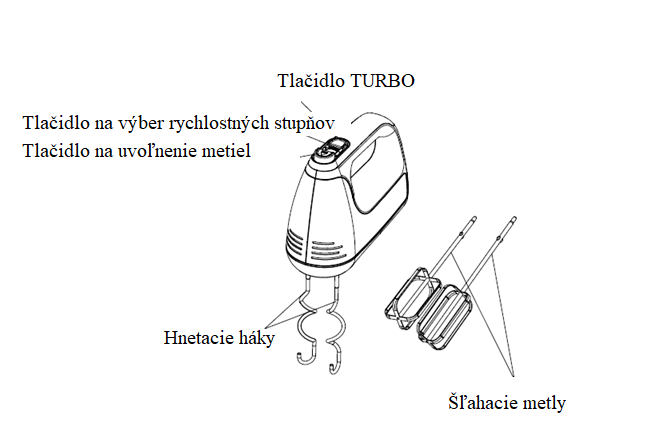 Tlačidlo TURBO
Tlačidlo na výber rychlostných stupňov
Tlačidlo na uvoľnenie metiel
Hnetacie háky
Šľahacie metly